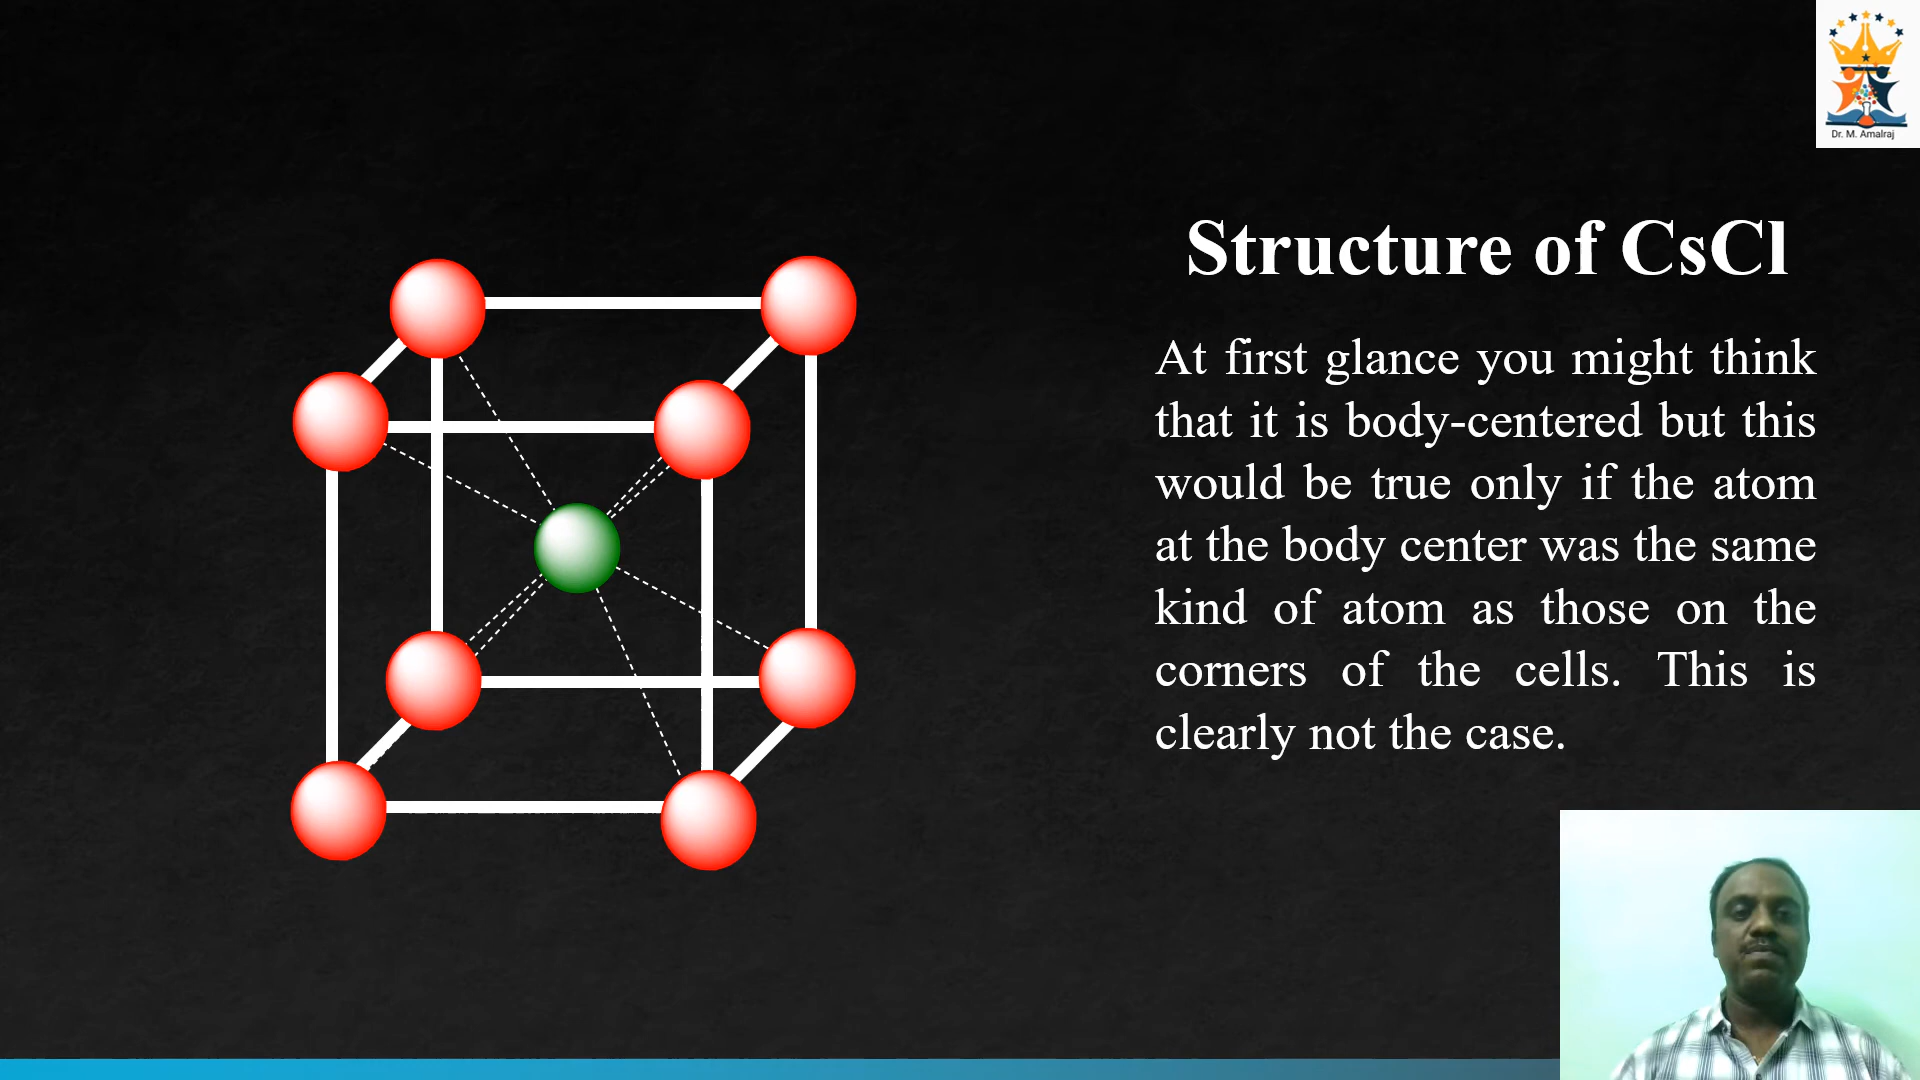 Dr. M. Amalraj
Structure of CsCl
At first glance you might think
that it is body-centered but this
would be true only if the atom
at the body center was the same
kind of atom as those on the
corners of the cells. This is
clearly not the case.